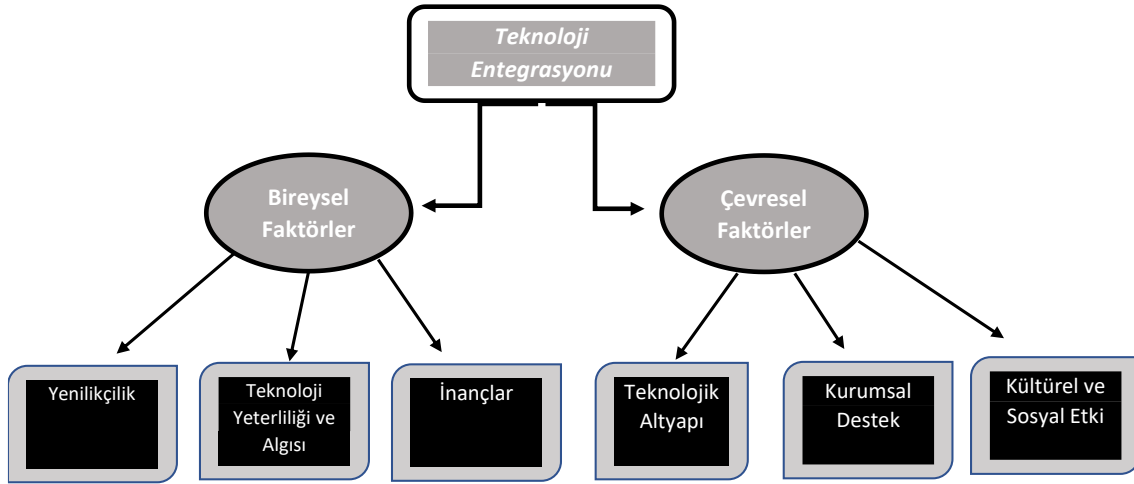 Teknoloji
Entegrasyonu
Bireysel
Faktörler
Çevresel
Faktörler
Yenilikçilik
Teknoloji
Yeterliliği ve
Algısı
İnançlar
Teknolojik
Altyapı
Kurumsal
Destek
Kültürel ve
Sosyal Etki